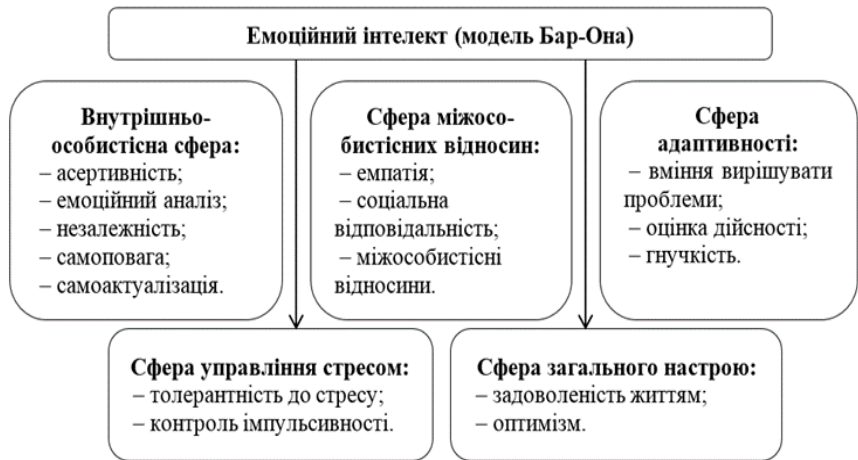 Емоційний інтелект (модель Бар-Она)
Внутрішньо-
особистісна сфера:
– асертивність;
– емоційний аналіз;
– незалежність;
– самоповага;
– самоактуалізація.
Сфера міжосо-
бистісних відносин:
– емпатія;
– соціальна
відповідальність;
– міжособистісні
відносини.
Сфера
адаптивності:
– вміння вирішувати
проблеми;
– оцінка дійсності;
– гнучкість.
Сфера управління стресом:
– толерантність до стресу;
– контроль імпульсивності.
Сфера загального настрою:
– задоволеність життям;
– оптимізм.